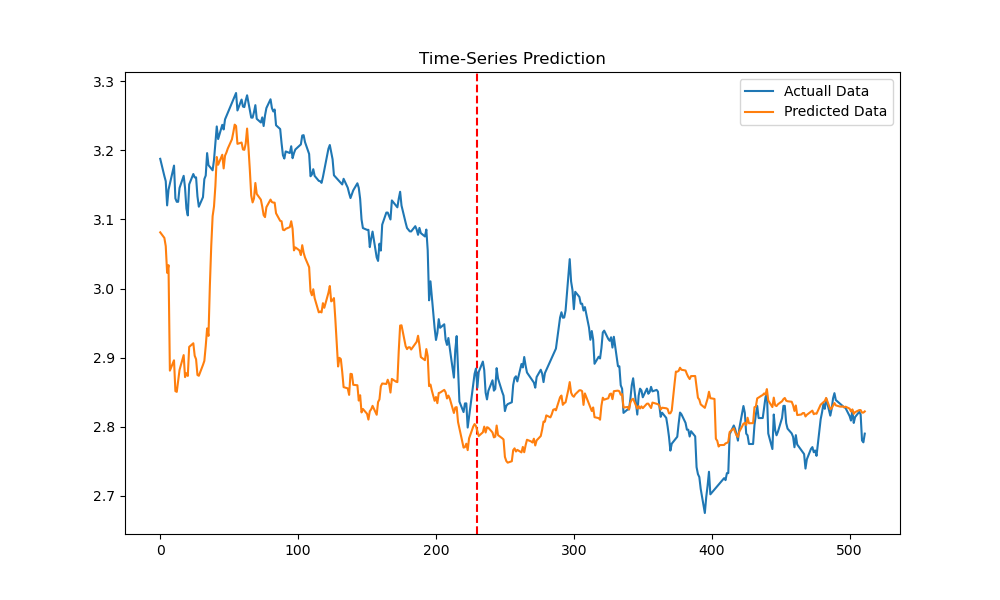 Time-Series Prediction
Actuall Data
Predicted Data
3.3
3.2
3.1
3.0
2.9
2.8
2.7
0 100 200 300 400 500